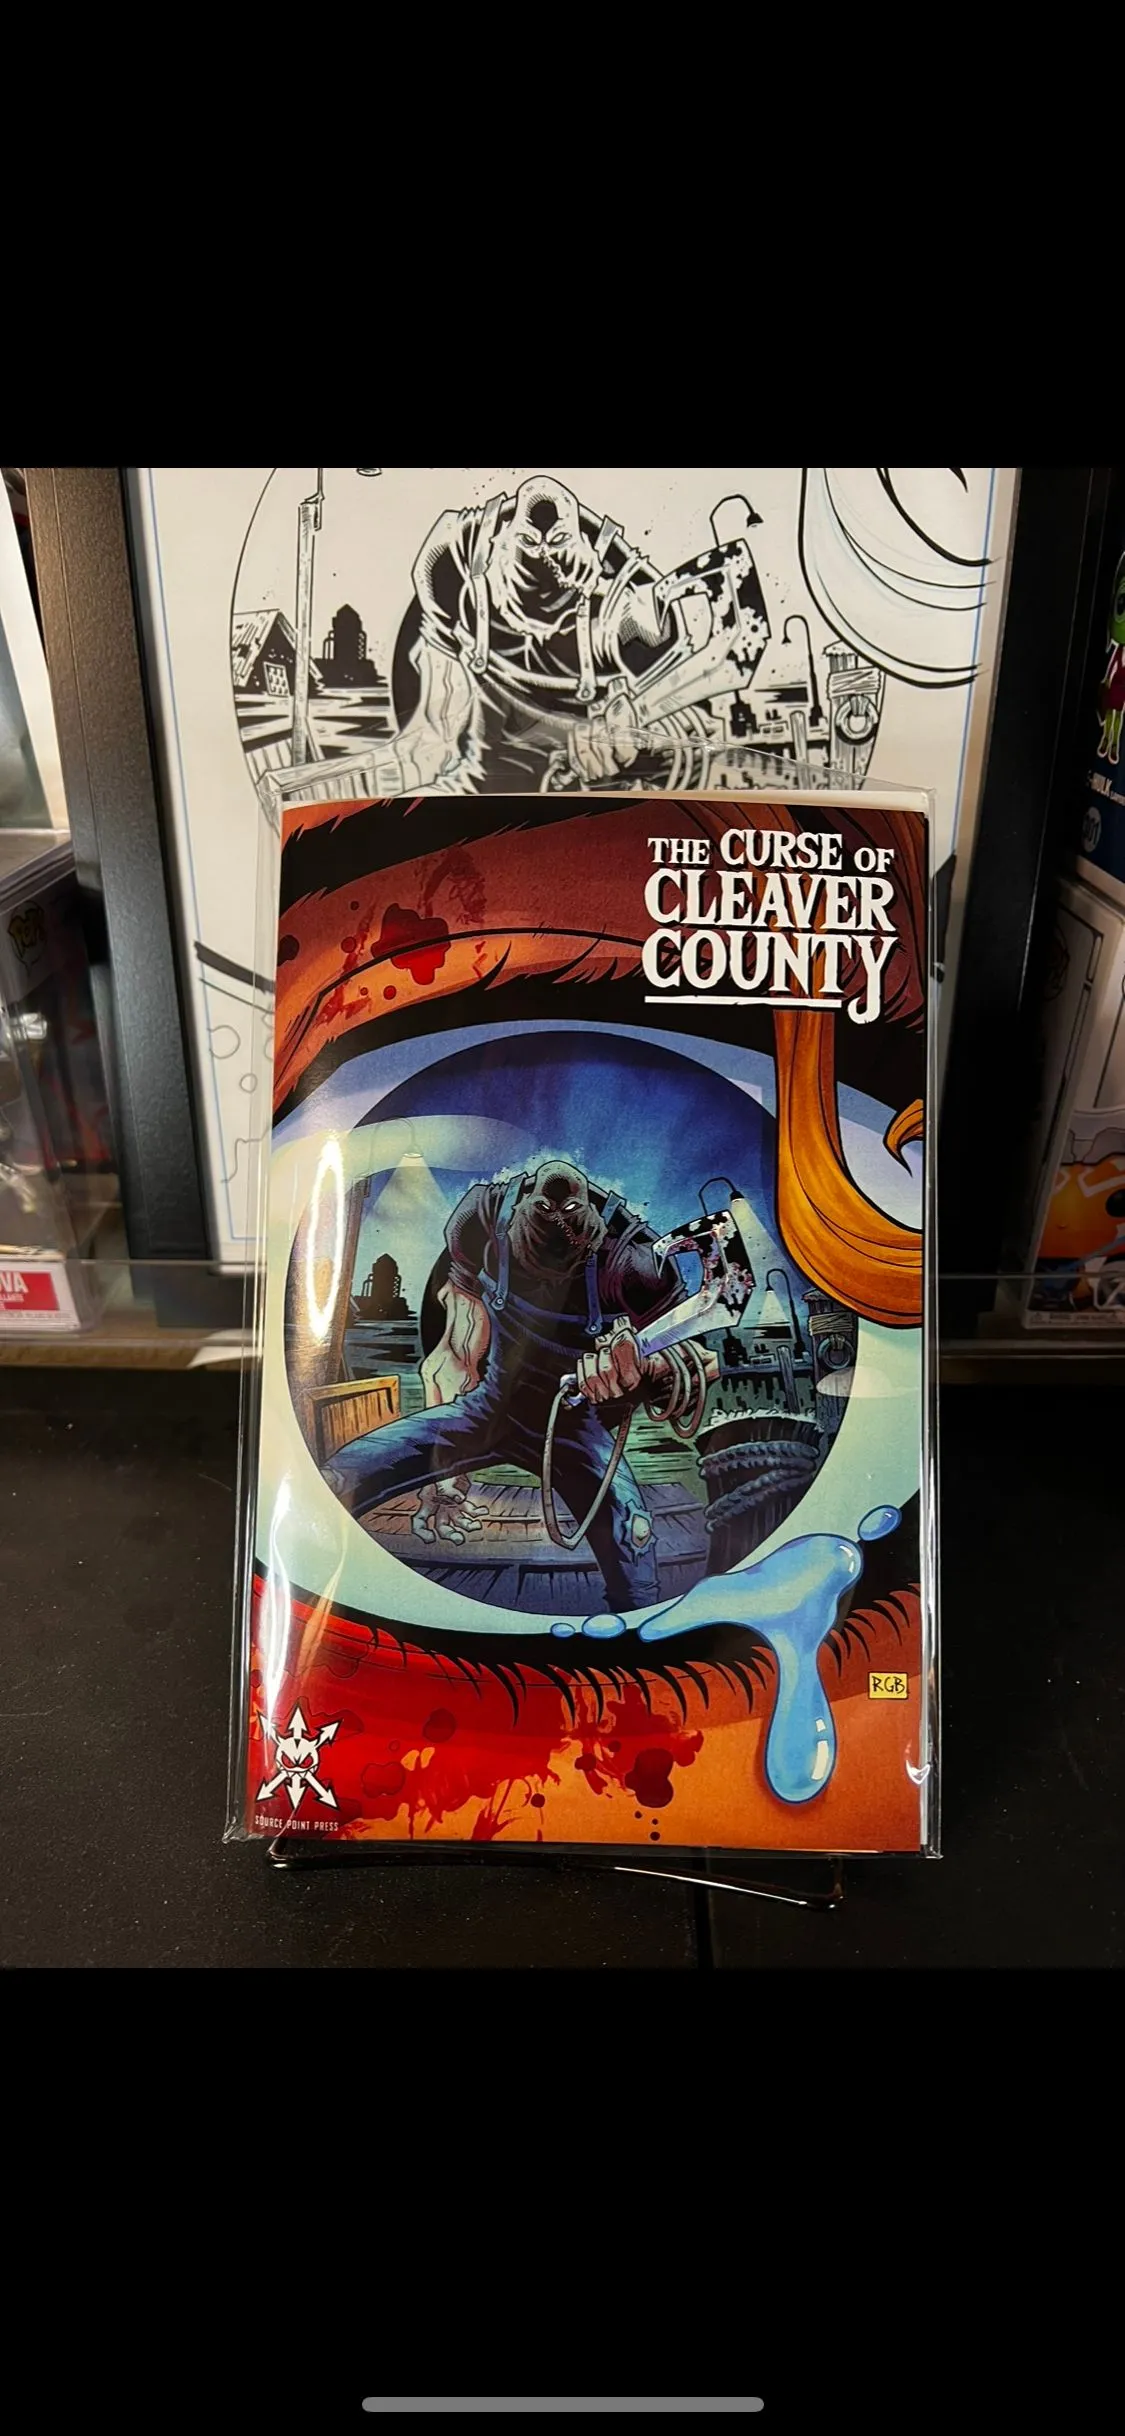 THE CURSE OF
CLEAVER
COUNTY
RGB
SOURCE POINT PRESS